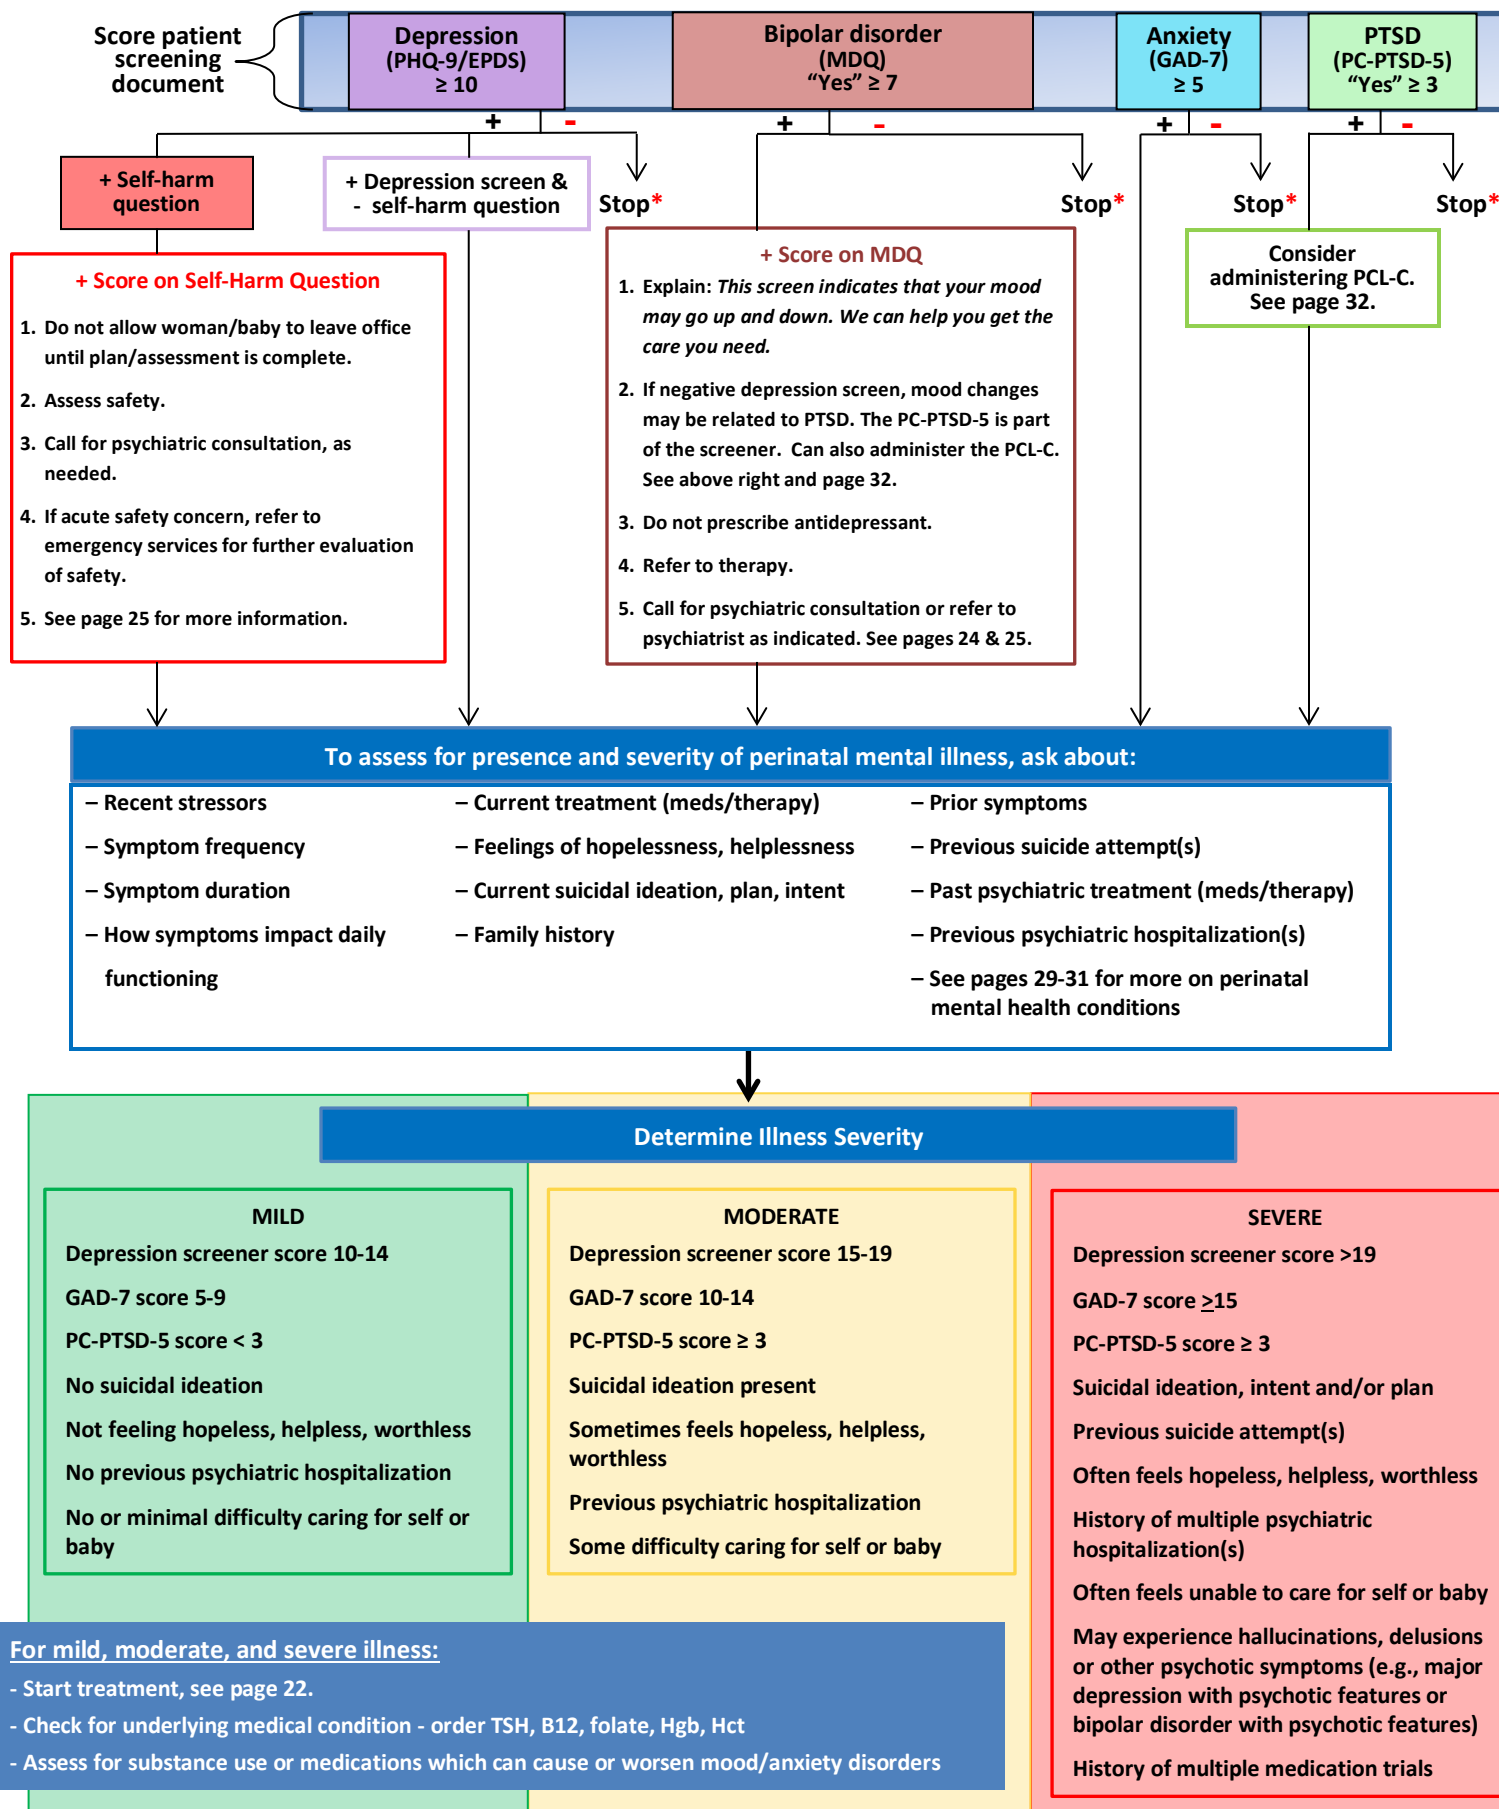 Score patient
screening
document
Depression
(PHQ-9/EPDS)
≥ 10
Bipolar disorder
(MDQ)
“Yes” ≥ 7
Anxiety
(GAD-7)
≥ 5
PTSD
(PC-PTSD-5)
“Yes” ≥ 3
+ -
+ -
+ -
+ -
+ Self-harm
question
+ Depression screen &
- self-harm question
Stop*
Stop*
Stop*
Stop*
+ Score on Self-Harm Question
1. Do not allow woman/baby to leave office
until plan/assessment is complete.
2. Assess safety.
3. Call for psychiatric consultation, as
needed.
4. If acute safety concern, refer to
emergency services for further evaluation
of safety.
5. See page 25 for more information.
+ Score on MDQ
1. Explain: This screen indicates that your mood
may go up and down. We can help you get the
care you need.
2. If negative depression screen, mood changes
may be related to PTSD. The PC-PTSD-5 is part
of the screener. Can also administer the PCL-C.
See above right and page 32.
3. Do not prescribe antidepressant.
4. Refer to therapy.
5. Call for psychiatric consultation or refer to
psychiatrist as indicated. See pages 24 & 25.
Consider
administering PCL-C.
See page 32.
To assess for presence and severity of perinatal mental illness, ask about:
– Recent stressors
– Symptom frequency
– Symptom duration
– How symptoms impact daily
functioning
– Current treatment (meds/therapy)
– Feelings of hopelessness, helplessness
– Current suicidal ideation, plan, intent
– Family history
– Prior symptoms
– Previous suicide attempt(s)
– Past psychiatric treatment (meds/therapy)
– Previous psychiatric hospitalization(s)
– See pages 29-31 for more on perinatal
mental health conditions
Determine Illness Severity
MILD
Depression screener score 10-14
GAD-7 score 5-9
PC-PTSD-5 score < 3
No suicidal ideation
Not feeling hopeless, helpless, worthless
No previous psychiatric hospitalization
No or minimal difficulty caring for self or
baby
MODERATE
Depression screener score 15-19
GAD-7 score 10-14
PC-PTSD-5 score ≥ 3
Suicidal ideation present
Sometimes feels hopeless, helpless,
worthless
Previous psychiatric hospitalization
Some difficulty caring for self or baby
SEVERE
Depression screener score >19
GAD-7 score >15
PC-PTSD-5 score ≥ 3
Suicidal ideation, intent and/or plan
Previous suicide attempt(s)
Often feels hopeless, helpless, worthless
History of multiple psychiatric
hospitalization(s)
Often feels unable to care for self or baby
May experience hallucinations, delusions
or other psychotic symptoms (e.g., major
depression with psychotic features or
bipolar disorder with psychotic features)
History of multiple medication trials
For mild, moderate, and severe illness:
- Start treatment, see page 22.
- Check for underlying medical condition - order TSH, B12, folate, Hgb, Hct
- Assess for substance use or medications which can cause or worsen mood/anxiety disorders